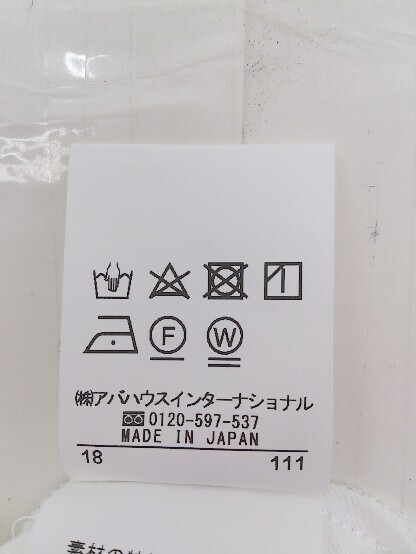 F W
(株)アバハウスインターナショナル
0120-597-537
MADE IN JAPAN
18 111